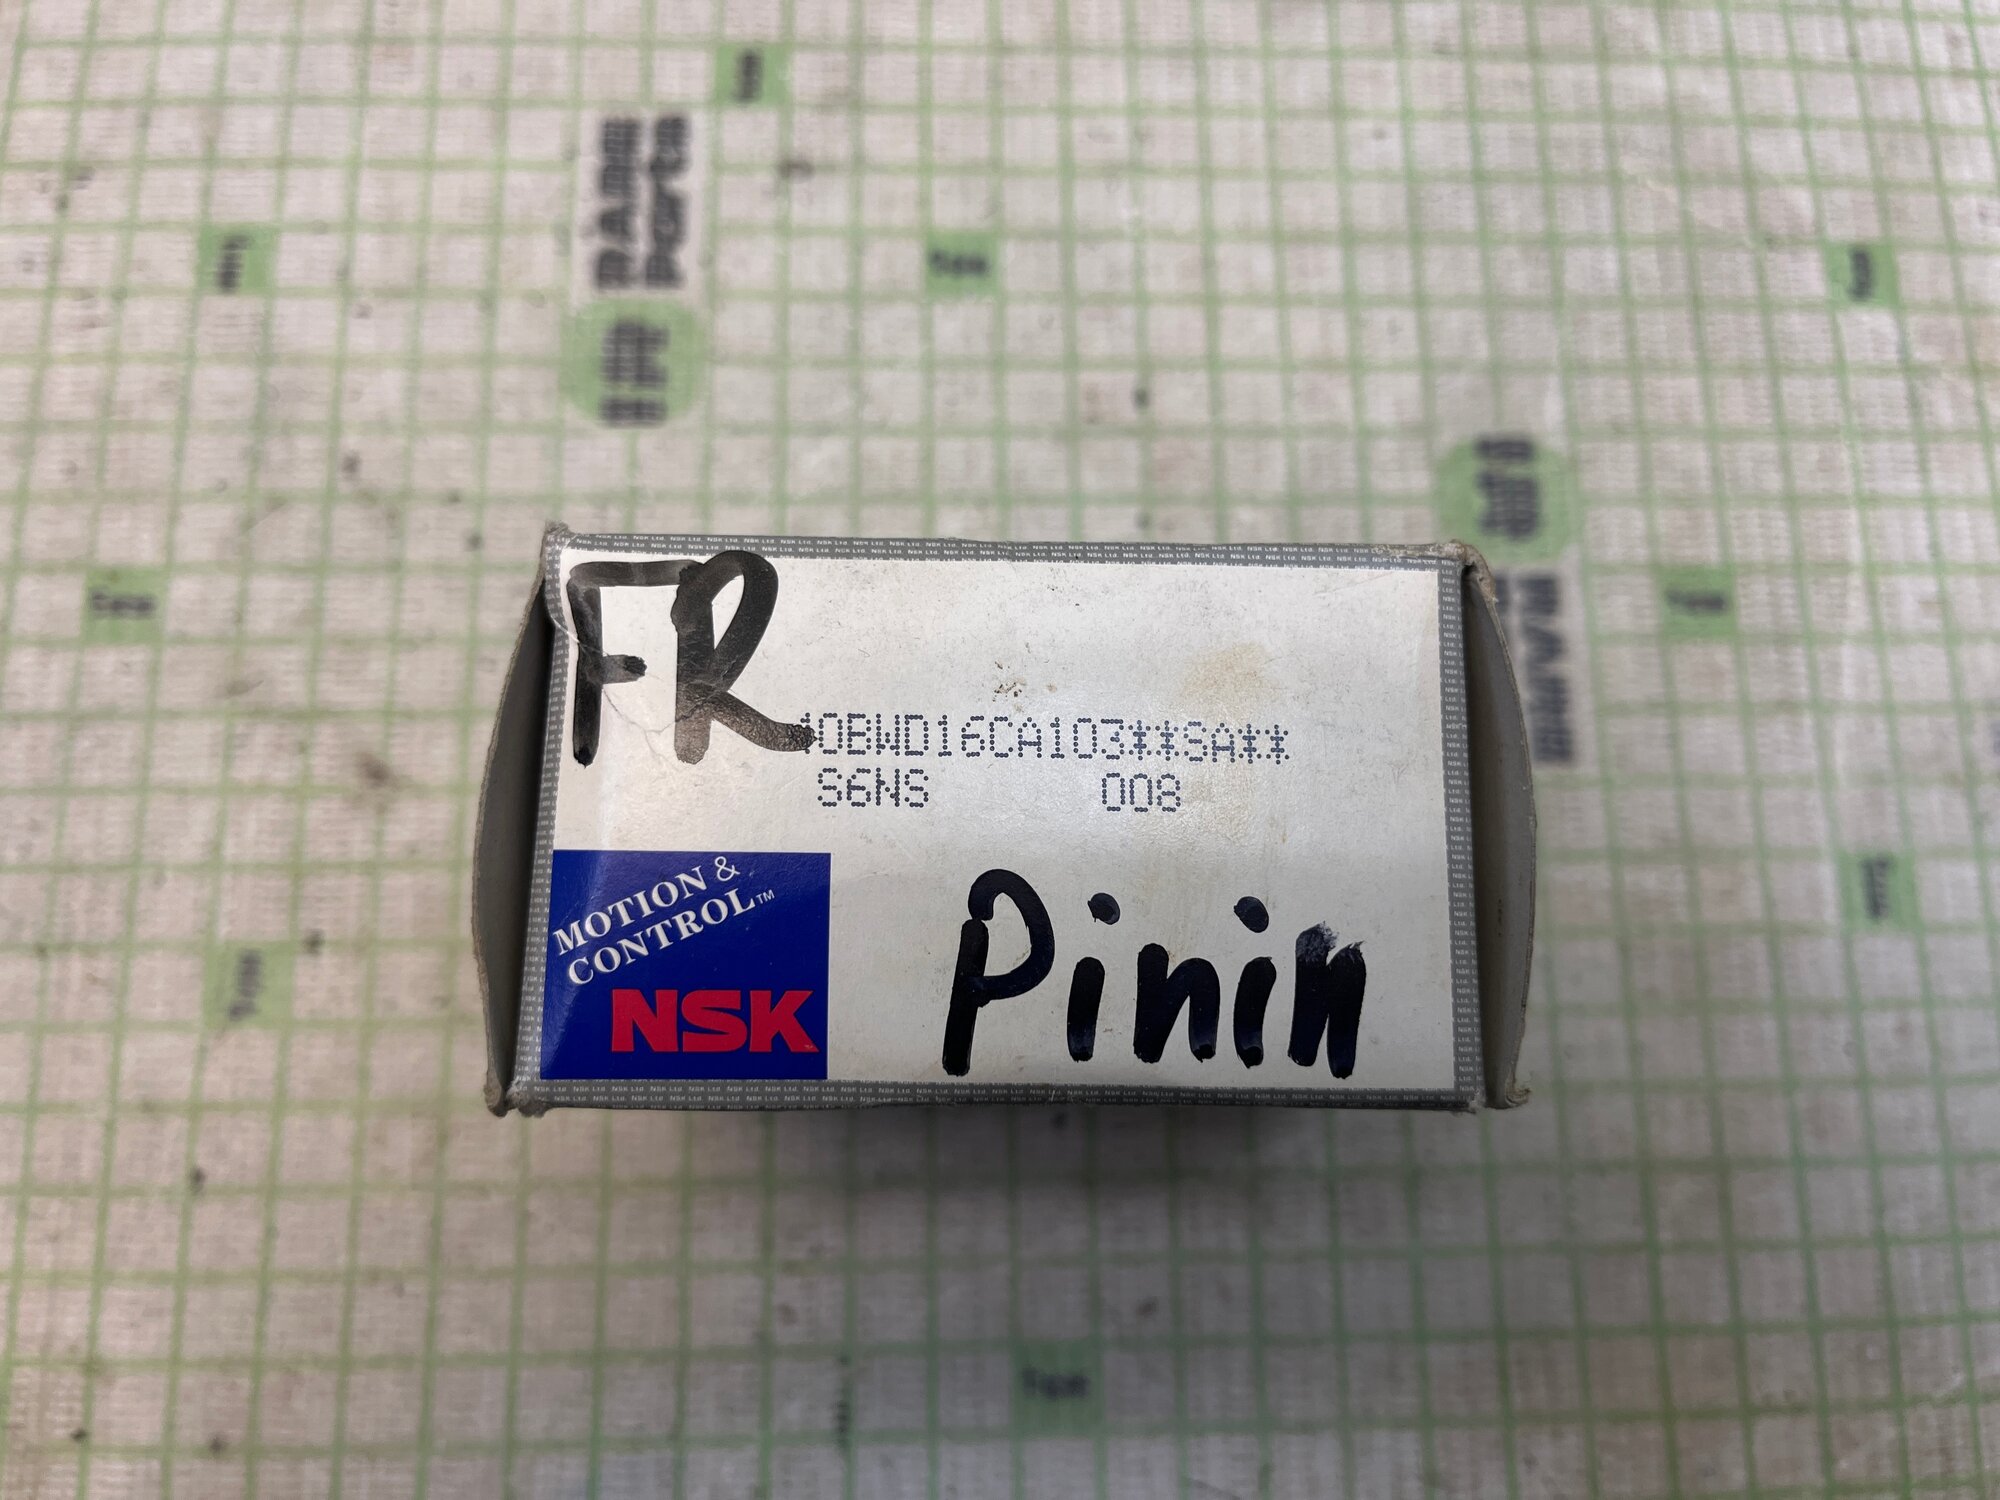 FR
40BWD16CA103**SA**
S6NS 008
MOTION &
CONTROL™
NSK
Pinin